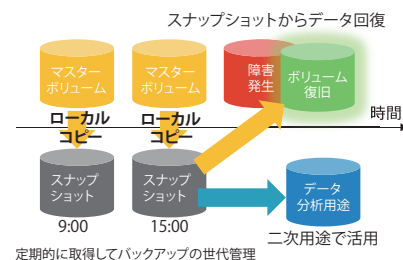 スナップショットからデータ回復
マスター
ボリューム
マスター
ボリューム
障害
発生
ボリューム
復旧
ローカル
コピー
ローカル
コピー
時間
スナップ
ショット
スナップ
ショット
データ
分析用途
9:00
15:00
二次用途で活用
定期的に取得してバックアップの世代管理